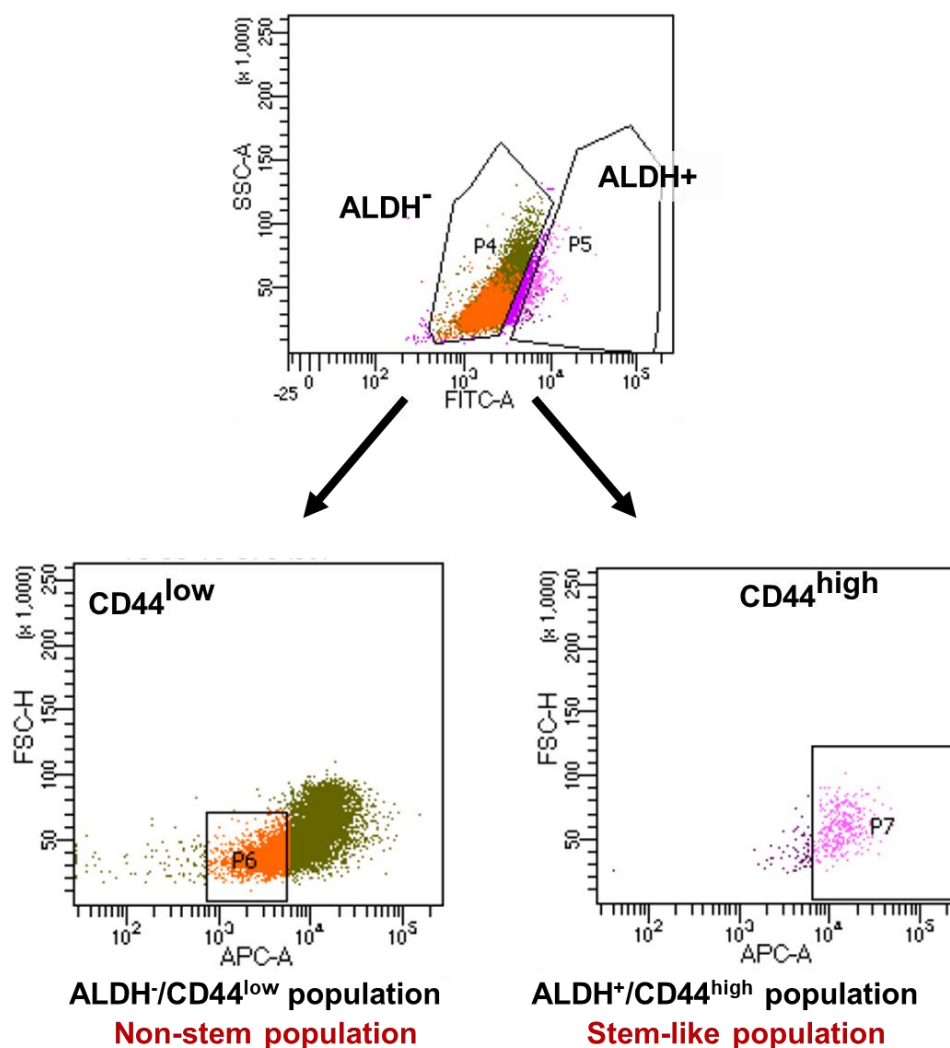 250
200
150
100
50
(x 1,000)
SSC-A
ALDH-
ALDH+
P4
P5
-25 0 10² 10³ 10⁴ 10⁵
FITC-A
CD44low
250
200
150
100
50
(x 1,000)
FSC-H
P6
10² 10³ 10⁴ 10⁵
APC-A
ALDH-/CD44low population
Non-stem population
CD44high
250
200
150
100
50
(x 1,000)
FSC-H
P7
10² 10³ 10⁴ 10⁵
APC-A
ALDH+/CD44high population
Stem-like population